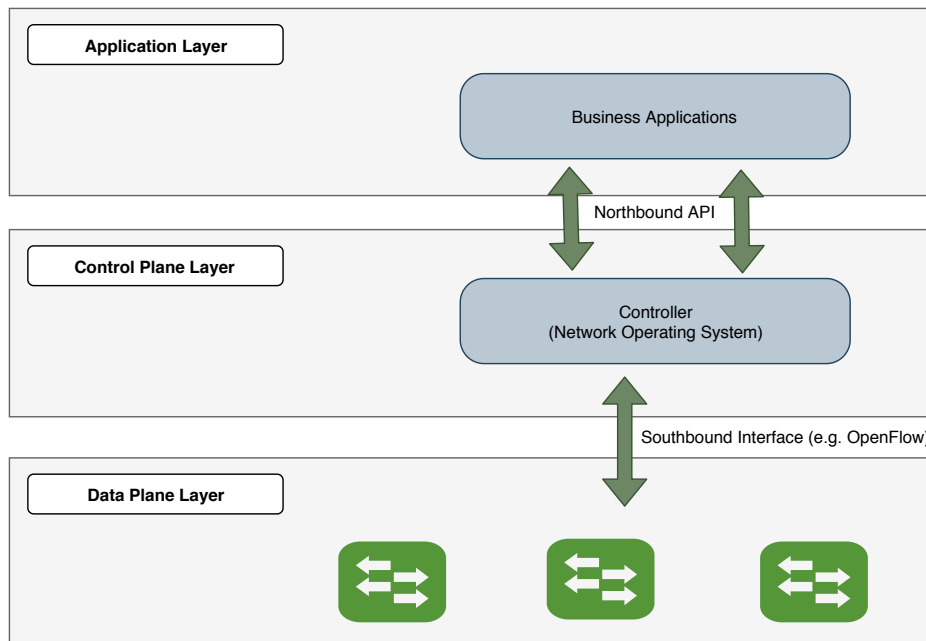 Application Layer
Business Applications
Northbound API
Control Plane Layer
Controller
(Network Operating System)
Southbound Interface (e.g. OpenFlow)
Data Plane Layer